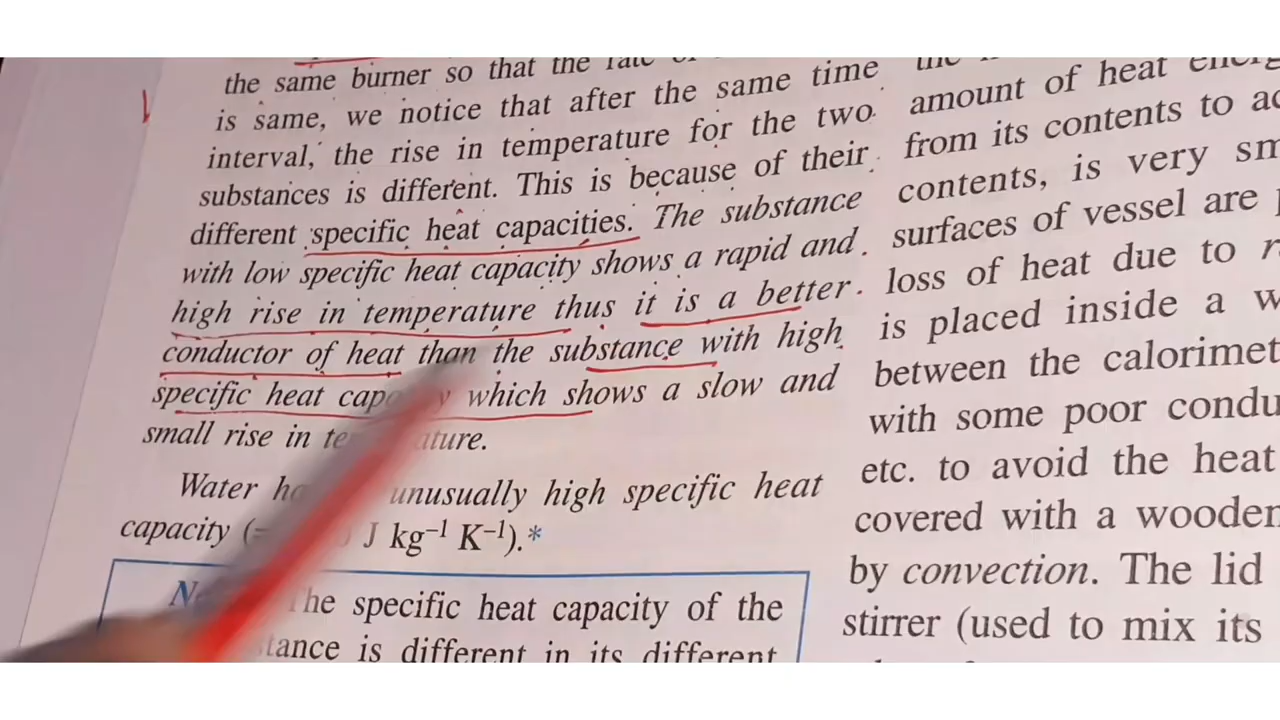 the same burner so that the rate
is same, we notice that after the same time
interval, the rise in temperature for the two
substances is different. This is because of their
different specific heat capacities. The substance
with low specific heat capacity shows a rapid and
high rise in temperature thus it is a better
conductor of heat than the substance with high
specific heat which shows a slow and
small rise in
Water unusually high specific heat
capacity J kg⁻¹ K⁻¹).*
The specific heat capacity of the
is different in its different
amount of heat
from its contents to
contents, is very
surfaces of vessel are
loss of heat due to
is placed inside a
between the
with some poor
etc. to avoid the heat
covered with a wooden
by convection. The lid
stirrer (used to mix its